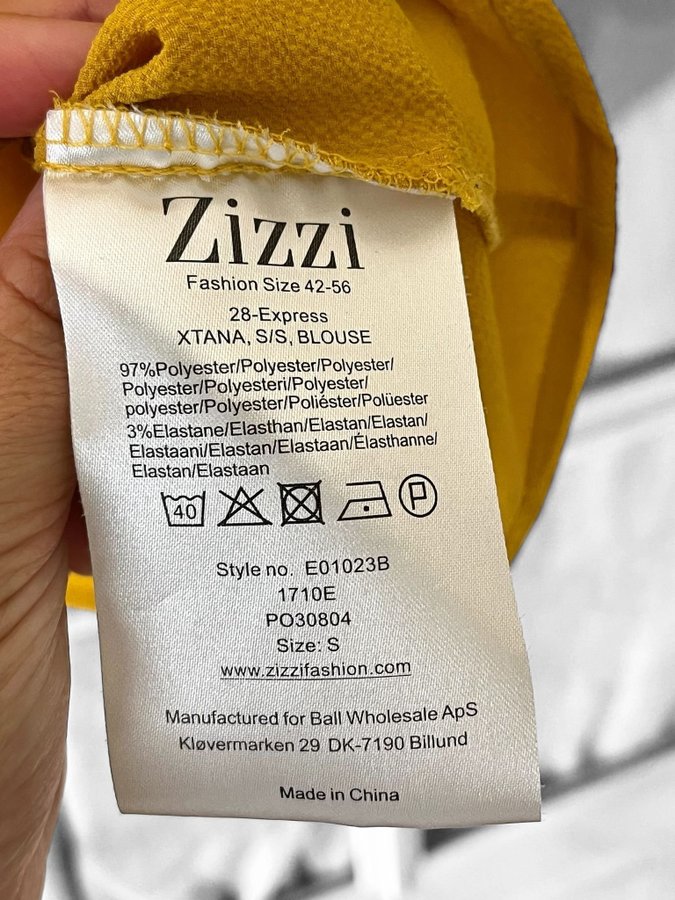 Zizzi
Fashion Size 42-56
28-Express
XTANA, S/S, BLOUSE
97%Polyester/Polyester/Polyester/
Polyester/Polyesteri/Polyester/
polyester/Polyester/Poliéster/Polüester
3%Elastane/Elasthan/Elastan/Elastan/
Elastaani/Elastan/Elastaan/Élasthanne/
Elastan/Elastaan
40 P
Style no. E01023B
1710E
PO30804
Size: S
www.zizzifashion.com
Manufactured for Ball Wholesale ApS
Kløvermarken 29 DK-7190 Billund
Made in China